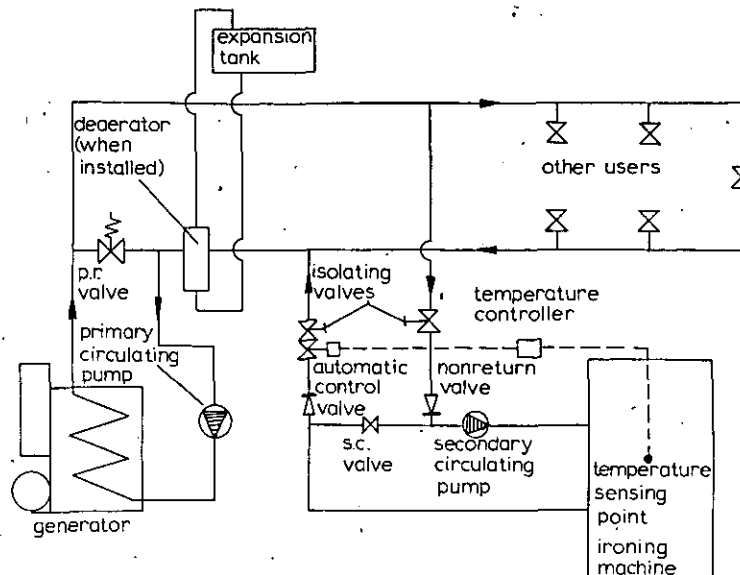 expansion
tank
deaerator
(when
installed)
other users
p.r.
valve
isolating
valves
temperature
controller
primary
circulating
pump
automatic
control
valve
nonreturn
valve
s.c.
valve
secondary
circulating
pump
temperature
sensing
point
ironing
machine
generator